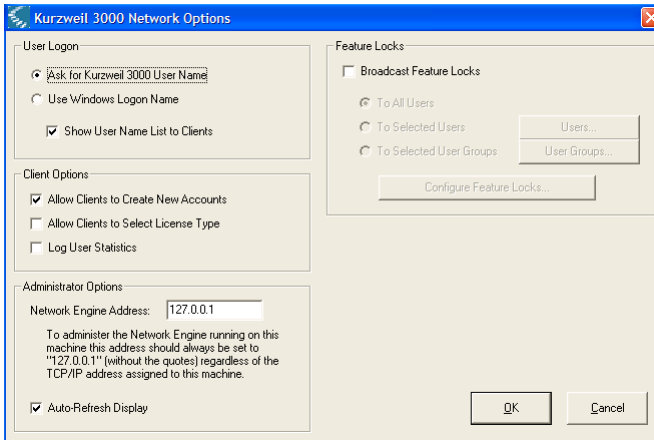 Kurzweil 3000 Network Options
User Logon
Ask for Kurzweil 3000 User Name
Use Windows Logon Name
Show User Name List to Clients
Client Options
Allow Clients to Create New Accounts
Allow Clients to Select License Type
Log User Statistics
Administrator Options
Network Engine Address: 127.0.0.1
To administer the Network Engine running on this
machine this address should always be set to
"127.0.0.1" (without the quotes) regardless of the
TCP/IP address assigned to this machine.
Auto-Refresh Display
Feature Locks
Broadcast Feature Locks
To All Users
To Selected Users Users...
To Selected User Groups User Groups...
Configure Feature Locks...
OK Cancel